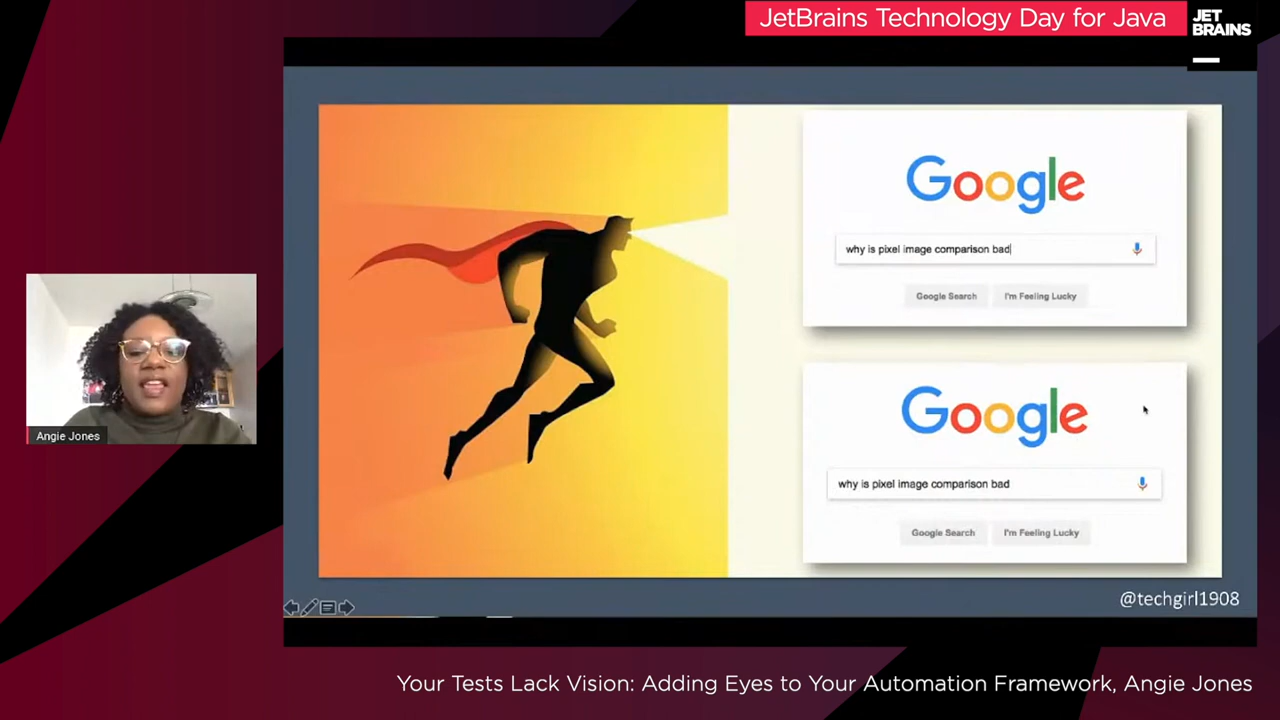 JetBrains Technology Day for Java
JET
BRAINS
Google
why is pixel image comparison bad
Google Search
I'm Feeling Lucky
Google
why is pixel image comparison bad
Google Search
I'm Feeling Lucky
Angie Jones
@techgirl1908
Your Tests Lack Vision: Adding Eyes to Your Automation Framework, Angie Jones